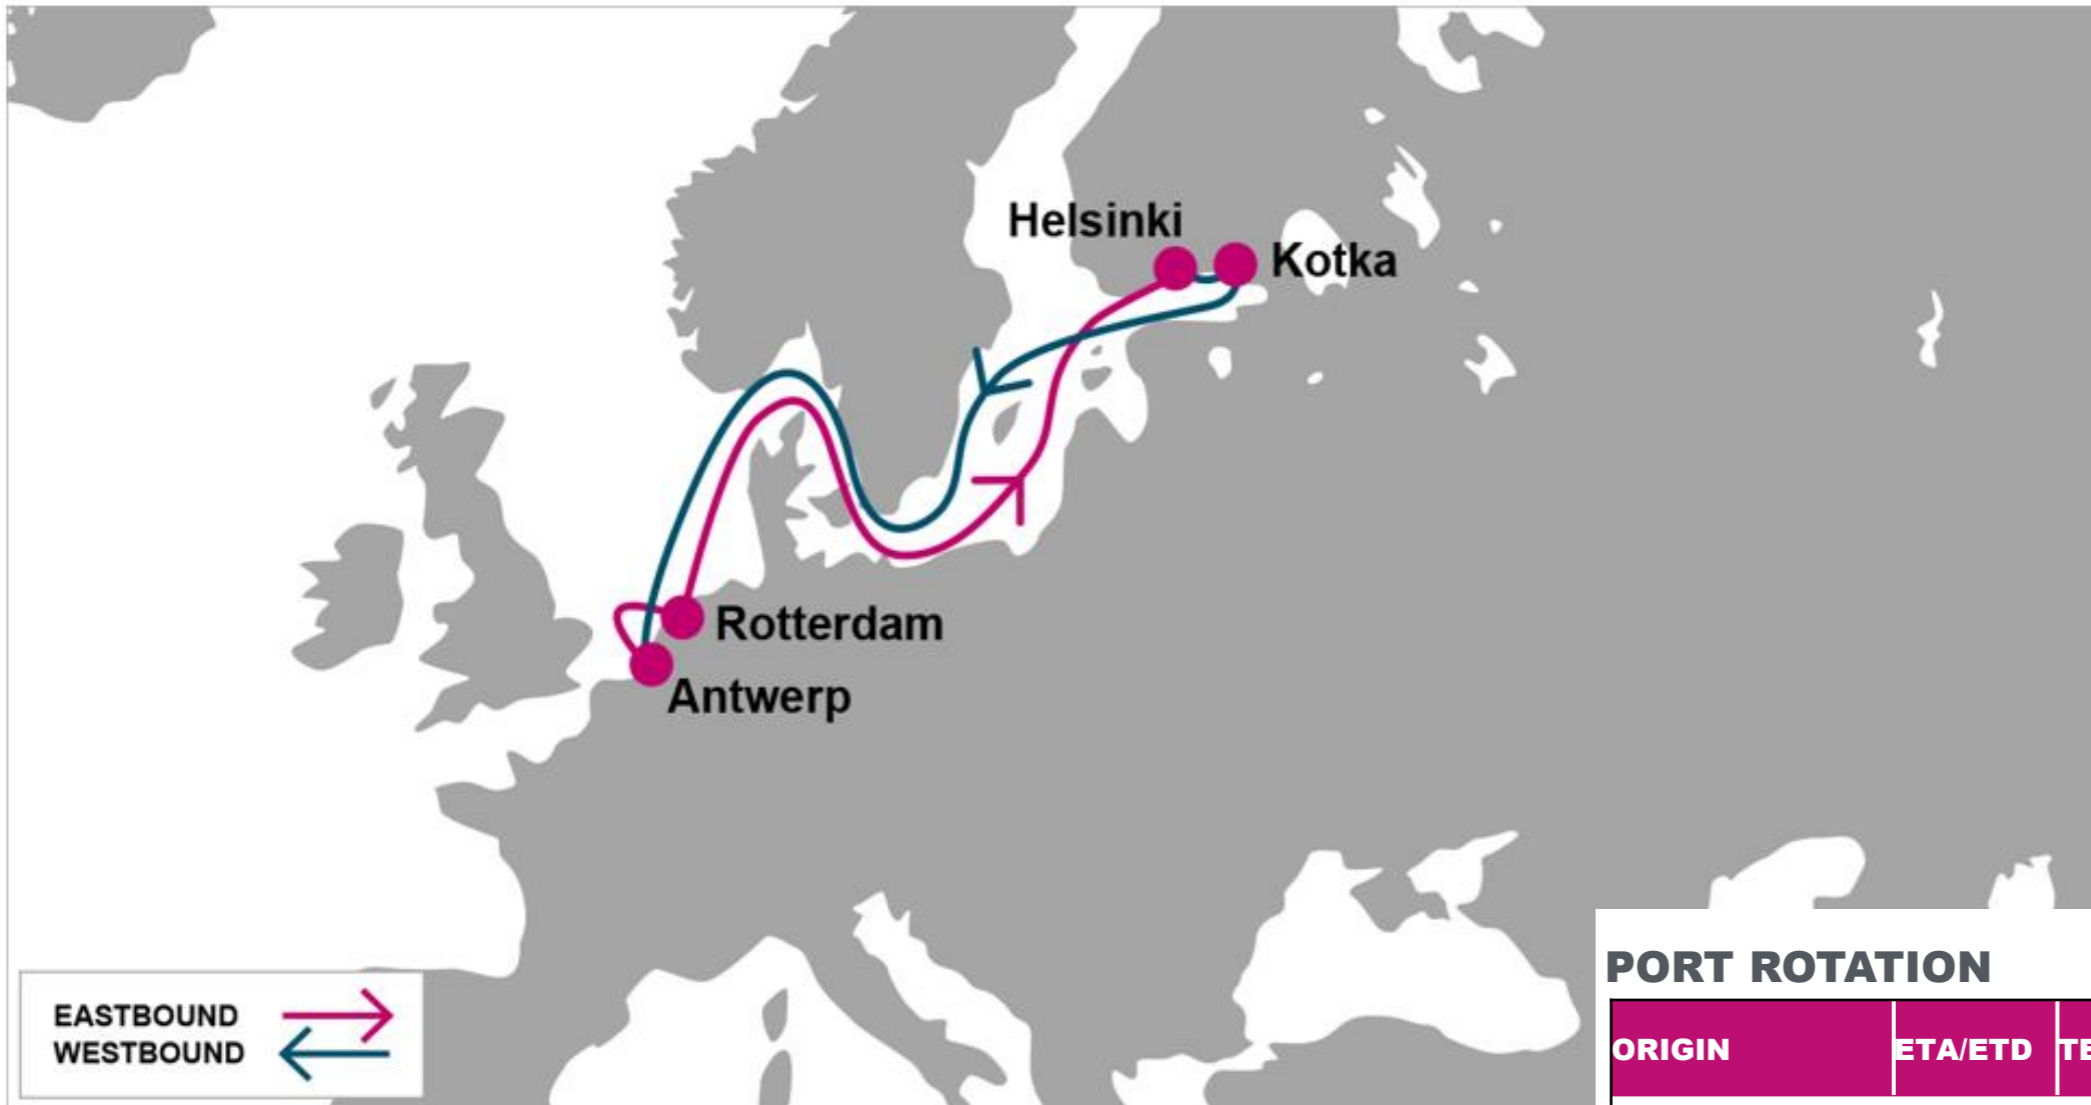 Helsinki
Kotka
Rotterdam
Antwerp
EASTBOUND
WESTBOUND
PORT ROTATION
ORIGIN ETA/ETD